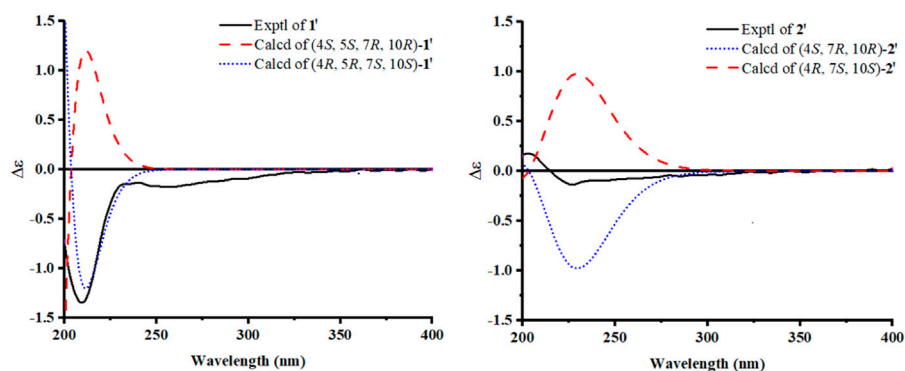 Exptl of 1'
Calcd of (4S, 5S, 7R, 10R)-1'
Calcd of (4R, 5R, 7S, 10S)-1'
1.5
1.0
0.5
0.0
-0.5
-1.0
-1.5
Δε
200
250
300
350
400
Wavelength (nm)
Exptl of 2'
Calcd of (4S, 7R, 10R)-2'
Calcd of (4R, 7S, 10S)-2'
1.5
1.0
0.5
0.0
-0.5
-1.0
-1.5
Δε
200
250
300
350
400
Wavelength (nm)